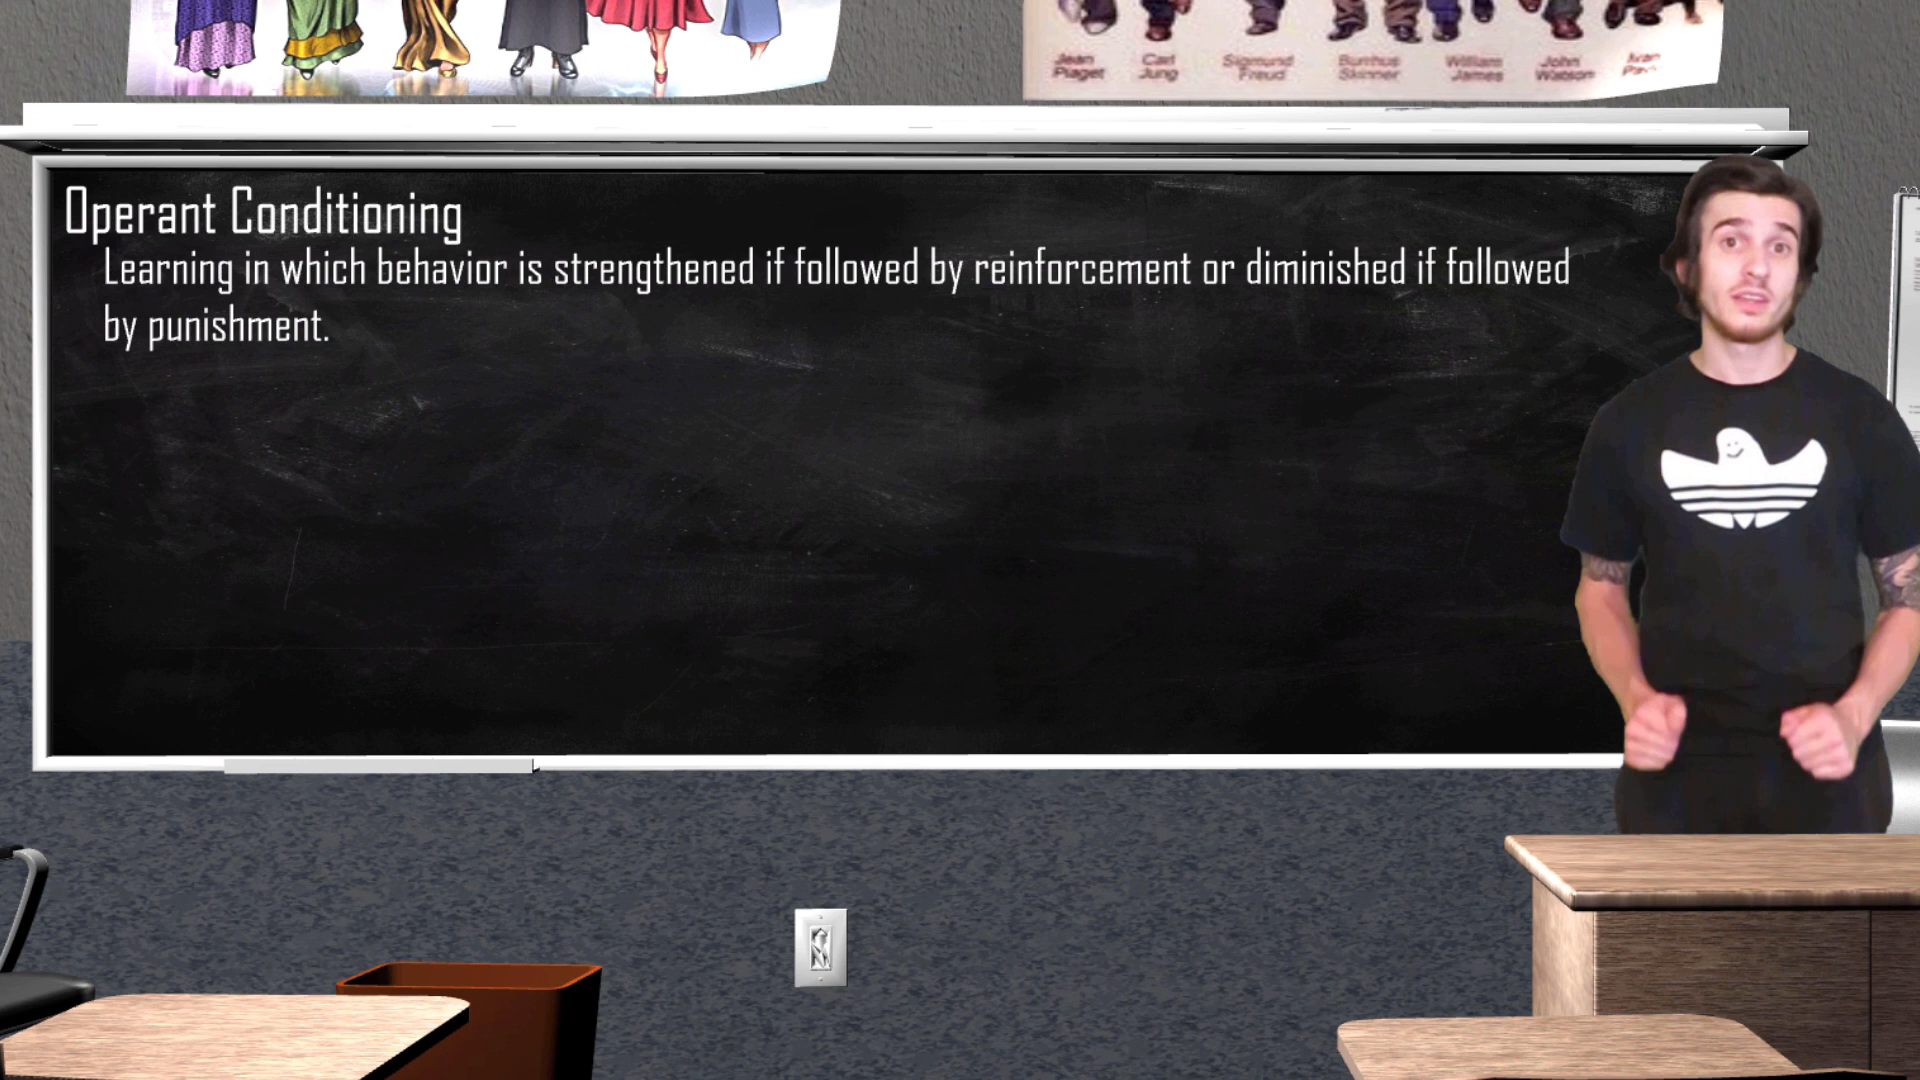 Jean Piaget
Carl Jung
Sigmund Freud
Burrhus Skinner
William James
John Watson
Ivan
Operant Conditioning
Learning in which behavior is strengthened if followed by reinforcement or diminished if followed
by punishment.